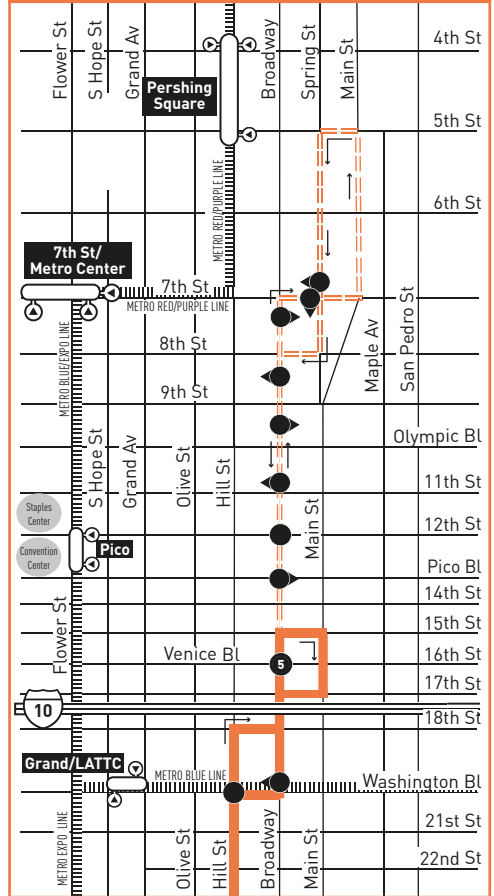 Flower St
S Hope St
Grand Av
Broadway
Spring St
Main St
4th St
Pershing
Square
5th St
METRO RED/PURPLE LINE
6th St
7th St/
Metro Center
7th St
METRO RED/PURPLE LINE
Maple Av
San Pedro St
8th St
METRO BLUE/EXPO LINE
9th St
Olympic Bl
S Hope St
Grand Av
Olive St
Hill St
Main St
11th St
Staples
Center
12th St
Convention
Center
Pico
Pico Bl
14th St
15th St
Flower St
Venice Bl
5
16th St
17th St
10
18th St
Grand/LATTC
METRO BLUE LINE
Washington Bl
METRO EXPO LINE
Olive St
Hill St
Broadway
Main St
21st St
22nd St